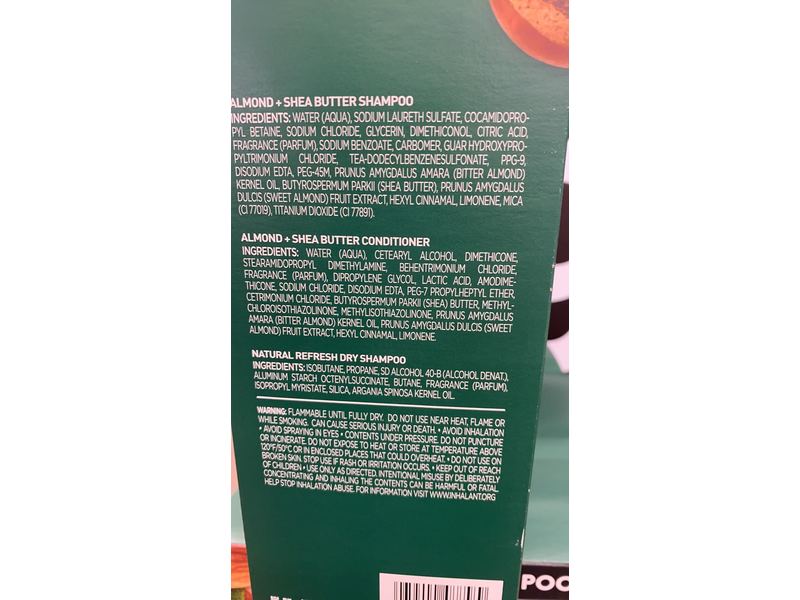 ALMOND + SHEA BUTTER SHAMPOO
INGREDIENTS: WATER (AQUA), SODIUM LAURETH SULFATE, COCAMIDOPRO-
PYL BETAINE, SODIUM CHLORIDE, GLYCERIN, DIMETHICONOL, CITRIC ACID,
FRAGRANCE (PARFUM), SODIUM BENZOATE, CARBOMER, GUAR HYDROXYPRO-
PYLTRIMONIUM CHLORIDE, TEA-DODECYLBENZENESULFONATE, PPG-9,
DISODIUM EDTA, PEG-45M, PRUNUS AMYGDALUS AMARA (BITTER ALMOND)
KERNEL OIL, BUTYROSPERMUM PARKII (SHEA BUTTER), PRUNUS AMYGDALUS
DULCIS (SWEET ALMOND) FRUIT EXTRACT, HEXYL CINNAMAL, LIMONENE, MICA
(CI 77019), TITANIUM DIOXIDE (CI 77891).
ALMOND + SHEA BUTTER CONDITIONER
INGREDIENTS: WATER (AQUA), CETEARYL ALCOHOL, DIMETHICONE,
STEARAMIDOPROPYL DIMETHYLAMINE, BEHENTRIMONIUM CHLORIDE,
FRAGRANCE (PARFUM), DIPROPYLENE GLYCOL, LACTIC ACID, AMODIME-
THICONE, SODIUM CHLORIDE, DISODIUM EDTA, PEG-7 PROPYLHEPTYL ETHER,
CETRIMONIUM CHLORIDE, BUTYROSPERMUM PARKII (SHEA) BUTTER, METHYL-
CHLOROISOTHIAZOLINONE, METHYLISOTHIAZOLINONE, PRUNUS AMYGDALUS
AMARA (BITTER ALMOND) KERNEL OIL, PRUNUS AMYGDALUS DULCIS (SWEET
ALMOND) FRUIT EXTRACT, HEXYL CINNAMAL, LIMONENE.
NATURAL REFRESH DRY SHAMPOO
INGREDIENTS: ISOBUTANE, PROPANE, SD ALCOHOL 40-B (ALCOHOL DENAT.),
ALUMINUM STARCH OCTENYLSUCCINATE, BUTANE, FRAGRANCE (PARFUM),
ISOPROPYL MYRISTATE, SILICA, ARGANIA SPINOSA KERNEL OIL.
WARNING: FLAMMABLE UNTIL FULLY DRY. DO NOT USE NEAR HEAT, FLAME OR
WHILE SMOKING. CAN CAUSE SERIOUS INJURY OR DEATH. • AVOID INHALATION
• AVOID SPRAYING IN EYES • CONTENTS UNDER PRESSURE. DO NOT PUNCTURE
OR INCINERATE. DO NOT EXPOSE TO HEAT OR STORE AT TEMPERATURE ABOVE
120°F/50°C OR IN ENCLOSED PLACES THAT COULD OVERHEAT. • DO NOT USE ON
BROKEN SKIN. STOP USE IF RASH OR IRRITATION OCCURS. • KEEP OUT OF REACH
OF CHILDREN • USE ONLY AS DIRECTED. INTENTIONAL MISUSE BY DELIBERATELY
CONCENTRATING AND INHALING THE CONTENTS CAN BE HARMFUL OR FATAL.
HELP STOP INHALATION ABUSE. FOR INFORMATION VISIT WWW.INHALANT.ORG
POC